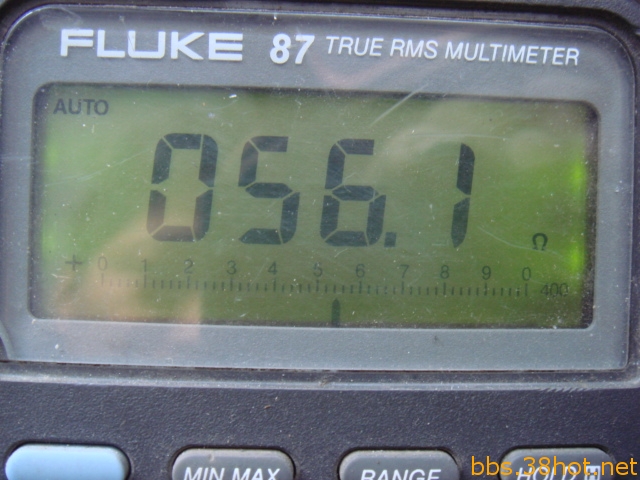 FLUKE 87 TRUE RMS MULTIMETER
AUTO
056.1 Ω
+ 0 1 2 3 4 5 6 7 8 9 0
400
MIN MAX RANGE HOLD
bbs.38hot.net